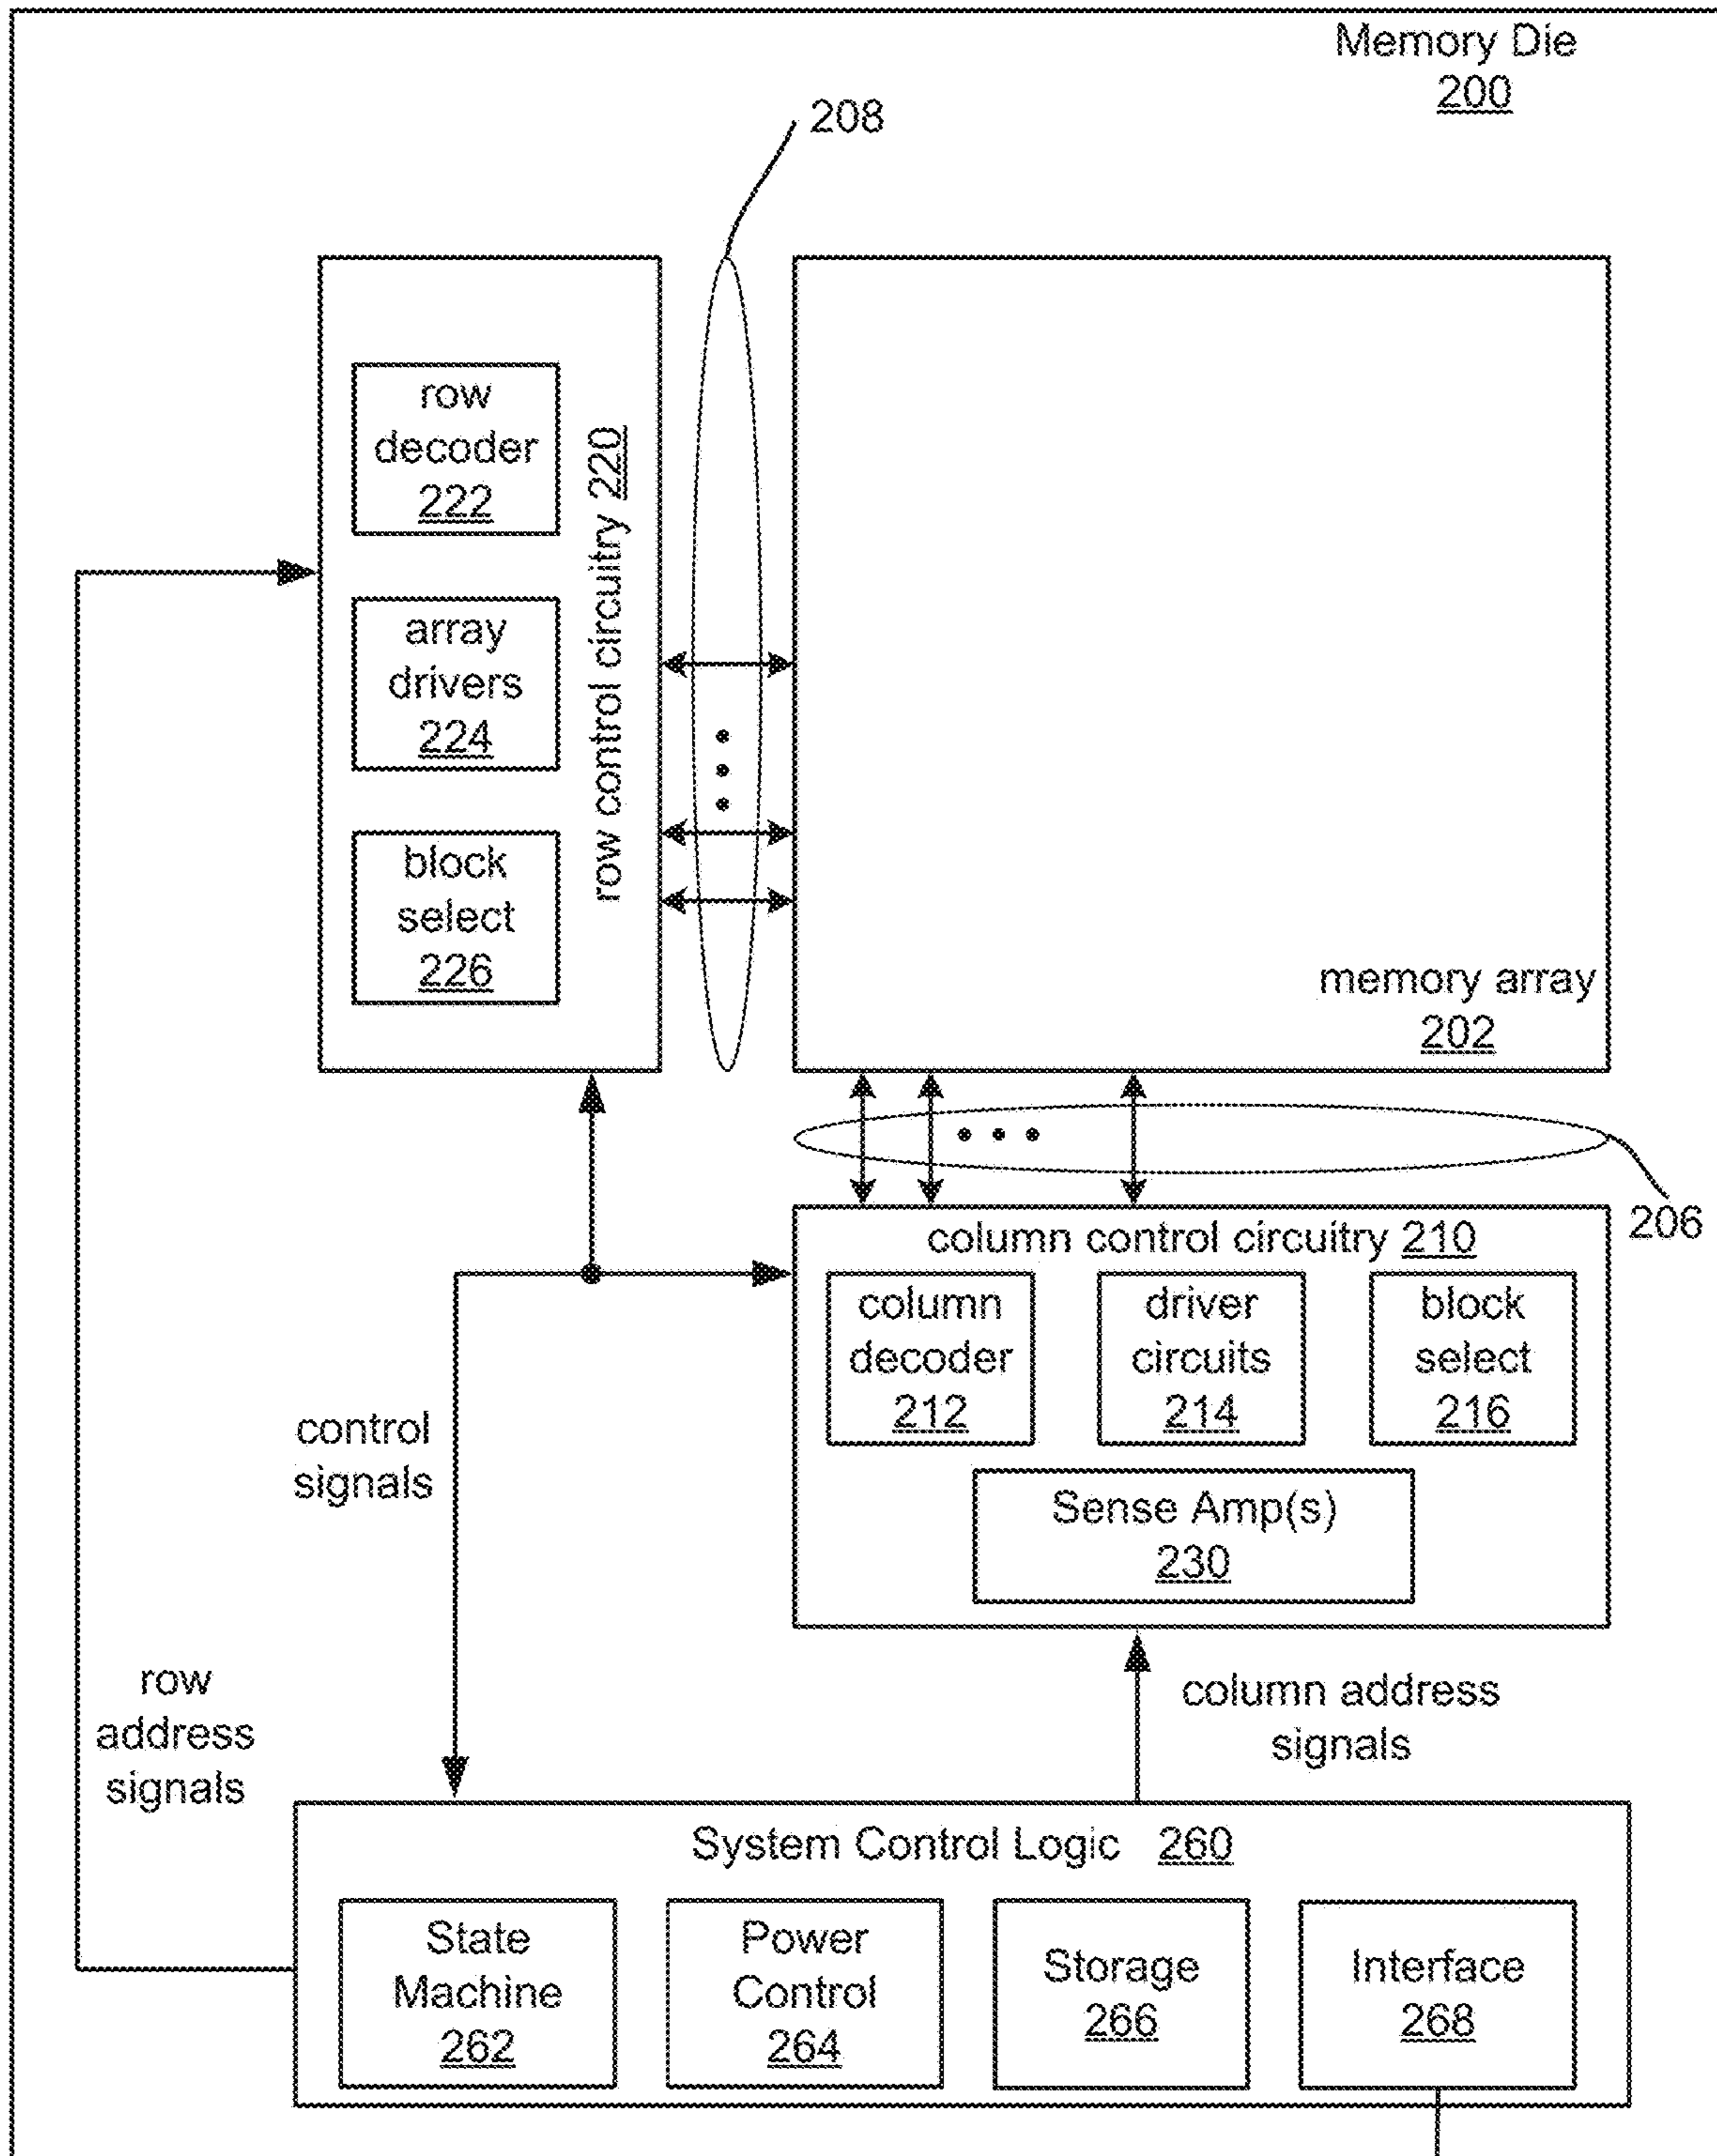 Memory Die
200
208
row
decoder
222
array
drivers
224
block
select
226
row control circuitry 220
memory array
202
206
column control circuitry 210
column
decoder
212
driver
circuits
214
block
select
216
Sense Amp(s)
230
control
signals
row
address
signals
column address
signals
System Control Logic 260
State
Machine
262
Power
Control
264
Storage
266
Interface
268